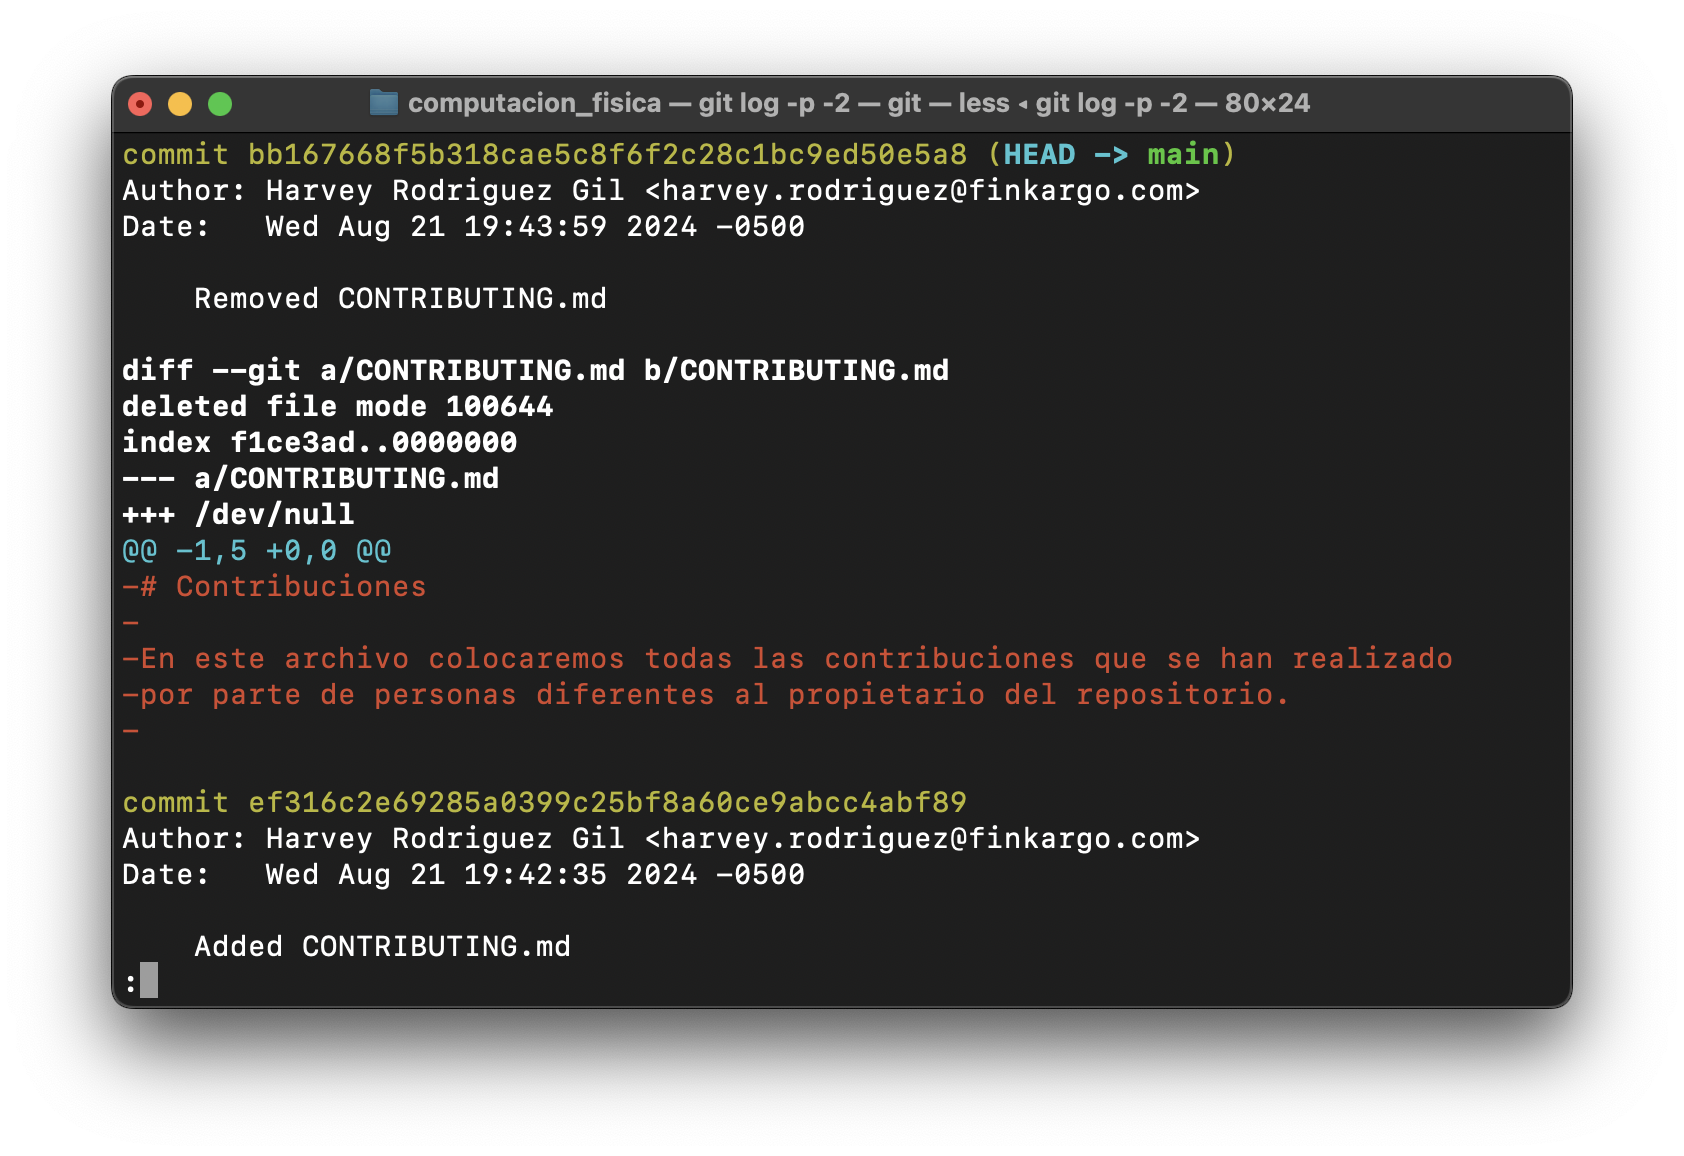 computacion_fisica — git log -p -2 — git — less ◂ git log -p -2 — 80×24
commit bb167668f5b318cae5c8f6f2c28c1bc9ed50e5a8 (HEAD -> main)
Author: Harvey Rodriguez Gil <harvey.rodriguez@finkargo.com>
Date:   Wed Aug 21 19:43:59 2024 -0500
    Removed CONTRIBUTING.md
diff --git a/CONTRIBUTING.md b/CONTRIBUTING.md
deleted file mode 100644
index f1ce3ad..0000000
--- a/CONTRIBUTING.md
+++ /dev/null
@@ -1,5 +0,0 @@
-# Contribuciones
-
-En este archivo colocaremos todas las contribuciones que se han realizado
-por parte de personas diferentes al propietario del repositorio.
-
commit ef316c2e69285a0399c25bf8a60ce9abcc4abf89
Author: Harvey Rodriguez Gil <harvey.rodriguez@finkargo.com>
Date:   Wed Aug 21 19:42:35 2024 -0500
    Added CONTRIBUTING.md
: